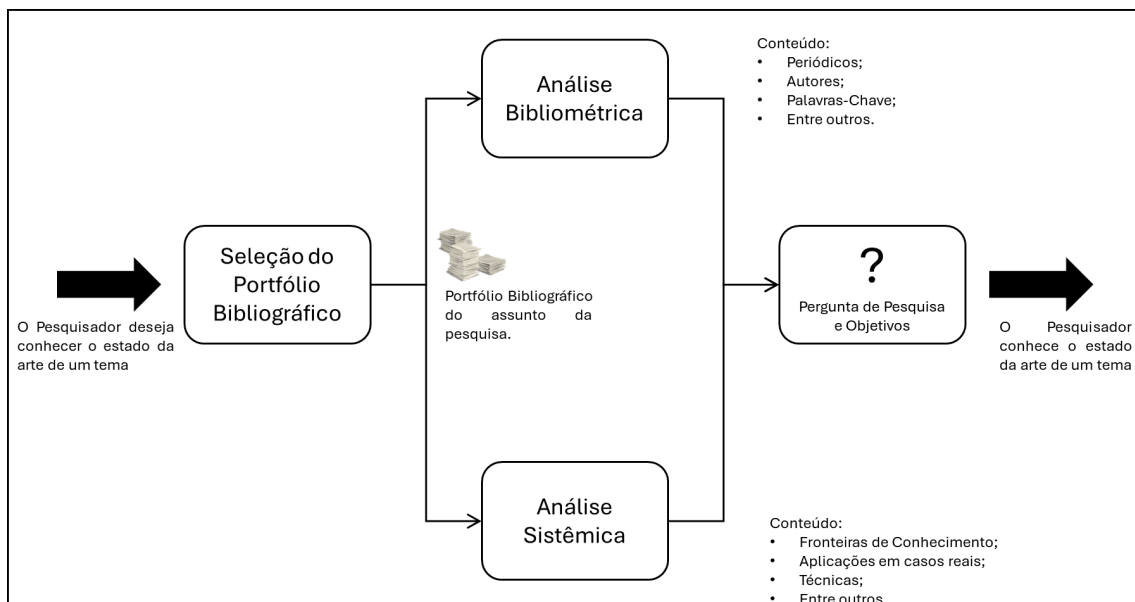 Análise
Bibliométrica
Conteúdo:
• Periódicos;
• Autores;
• Palavras-Chave;
• Entre outros.
O Pesquisador deseja
conhecer o estado da
arte de um tema
Seleção do
Portfólio
Bibliográfico
Portfólio Bibliográfico
do assunto da
pesquisa.
?
Pergunta de Pesquisa
e Objetivos
O Pesquisador
conhece o estado
da arte de um tema
Análise
Sistêmica
Conteúdo:
• Fronteiras de Conhecimento;
• Aplicações em casos reais;
• Técnicas;
• Entre outros